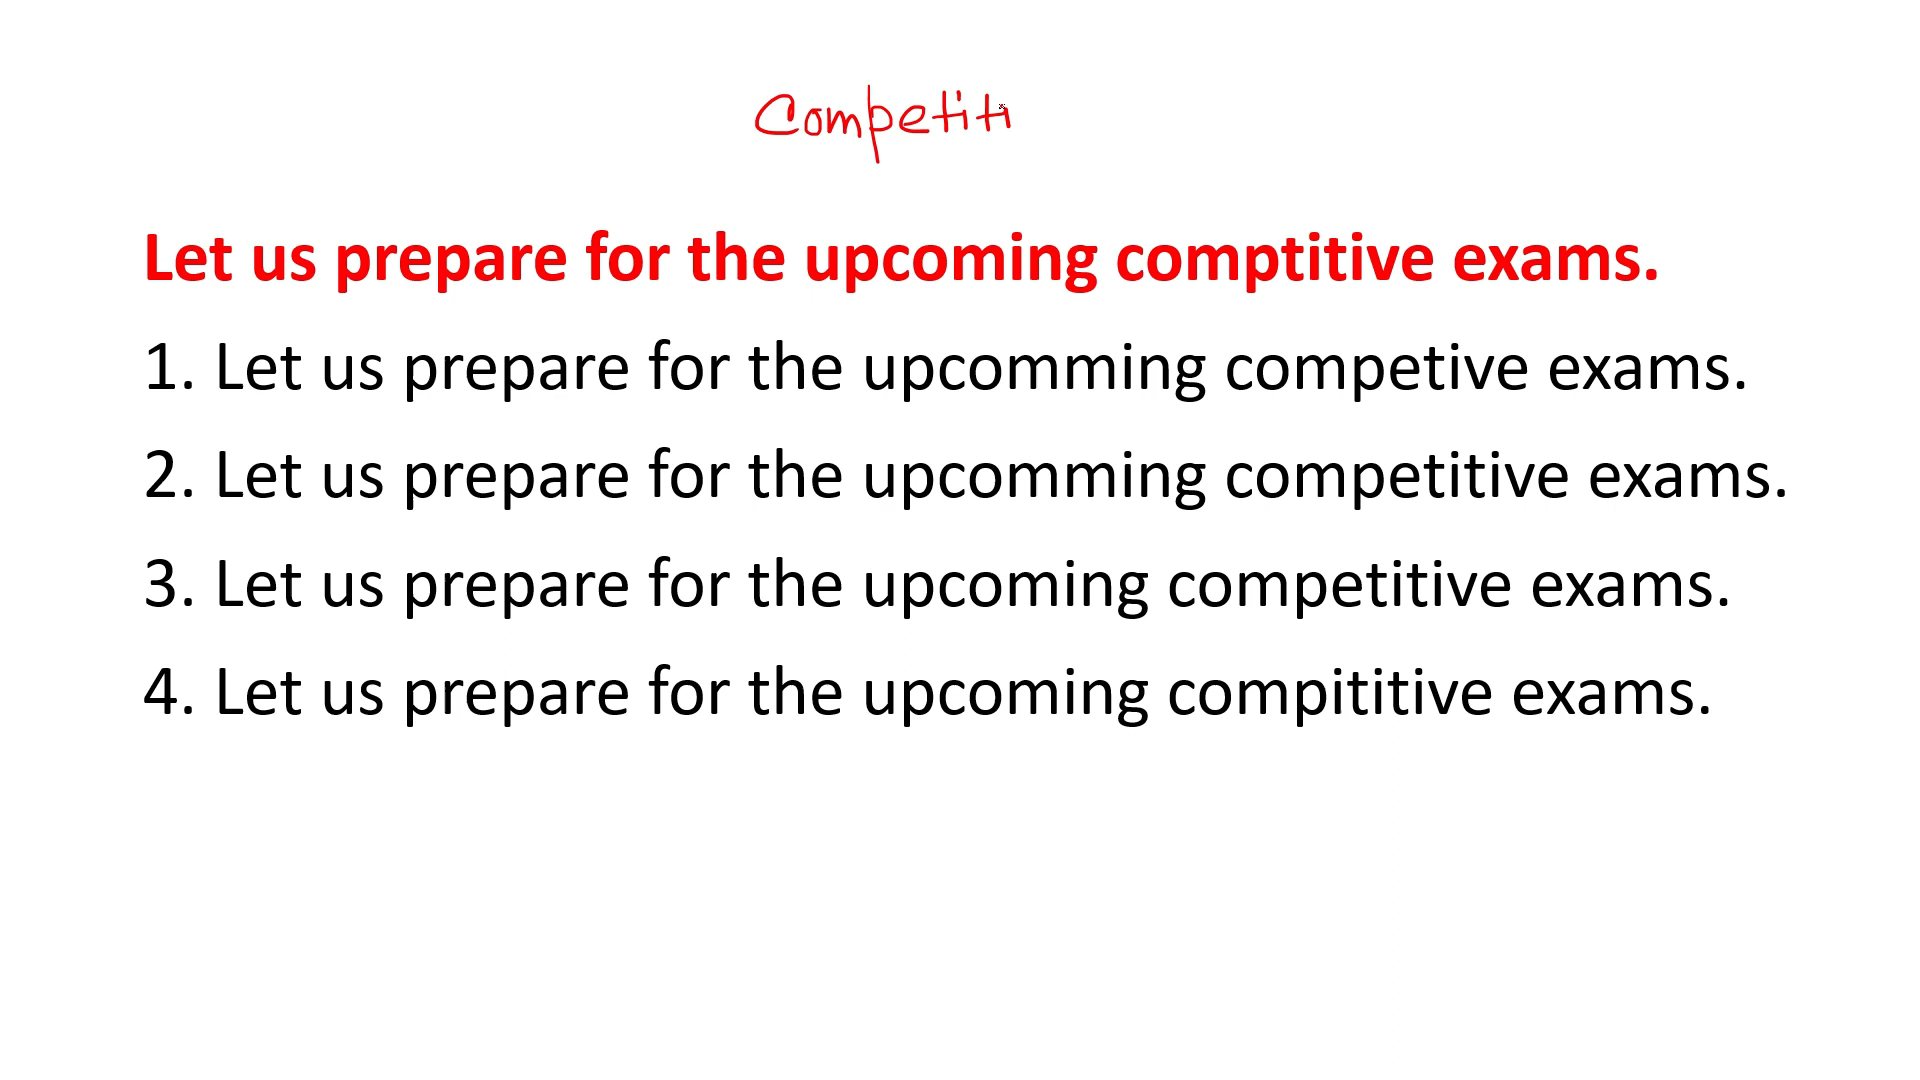 Competiti
Let us prepare for the upcoming comptitive exams.
1. Let us prepare for the upcomming competive exams.
2. Let us prepare for the upcomming competitive exams.
3. Let us prepare for the upcoming competitive exams.
4. Let us prepare for the upcoming compititive exams.